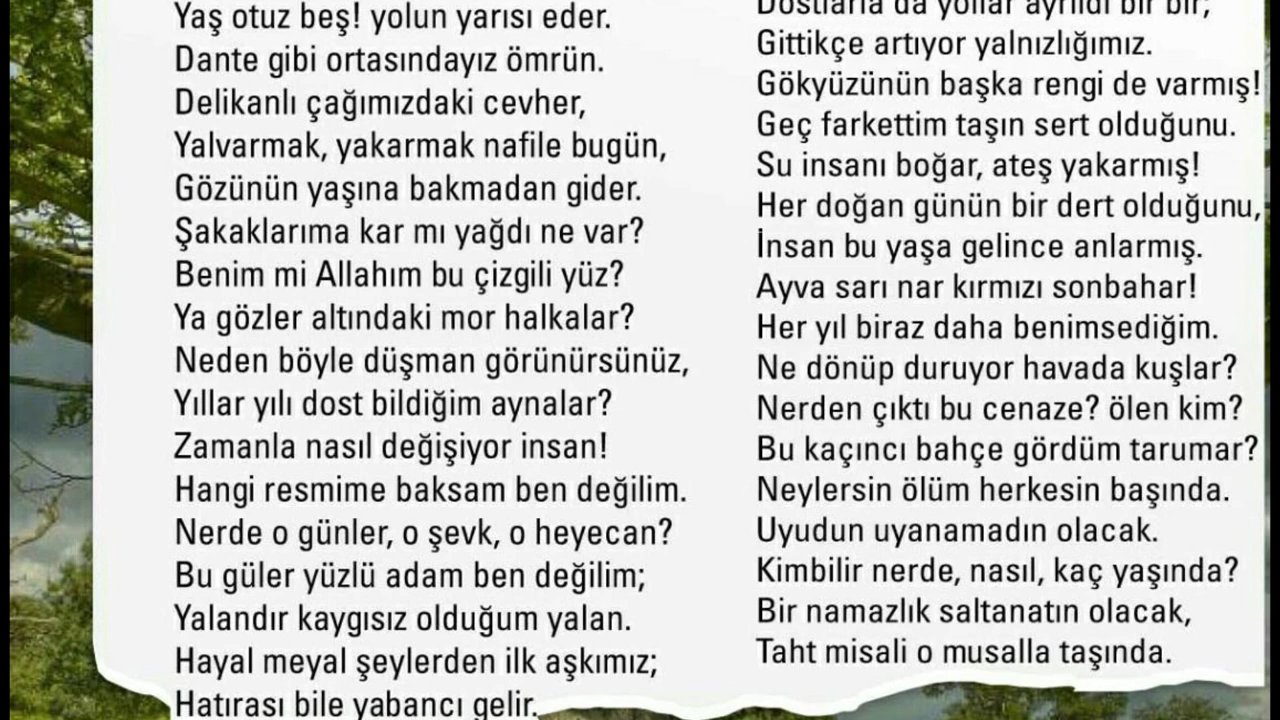 Yaş otuz beş! yolun yarısı eder.
Dante gibi ortasındayız ömrün.
Delikanlı çağımızdaki cevher,
Yalvarmak, yakarmak nafile bugün,
Gözünün yaşına bakmadan gider.
Şakaklarıma kar mı yağdı ne var?
Benim mi Allahım bu çizgili yüz?
Ya gözler altındaki mor halkalar?
Neden böyle düşman görünürsünüz,
Yıllar yılı dost bildiğim aynalar?
Zamanla nasıl değişiyor insan!
Hangi resmime baksam ben değilim.
Nerde o günler, o şevk, o heyecan?
Bu güler yüzlü adam ben değilim;
Yalandır kaygısız olduğum yalan.
Hayal meyal şeylerden ilk aşkımız;
Hatırası bile yabancı gelir.
Dostlarla da yollar ayrıldı bir bir;
Gittikçe artıyor yalnızlığımız.
Gökyüzünün başka rengi de varmış!
Geç farkettim taşın sert olduğunu.
Su insanı boğar, ateş yakarmış!
Her doğan günün bir dert olduğunu,
İnsan bu yaşa gelince anlarmış.
Ayva sarı nar kırmızı sonbahar!
Her yıl biraz daha benimsediğim.
Ne dönüp duruyor havada kuşlar?
Nerden çıktı bu cenaze? ölen kim?
Bu kaçıncı bahçe gördüm tarumar?
Neylersin ölüm herkesin başında.
Uyudun uyanamadın olacak.
Kimbilir nerde, nasıl, kaç yaşında?
Bir namazlık saltanatın olacak,
Taht misali o musalla taşında.